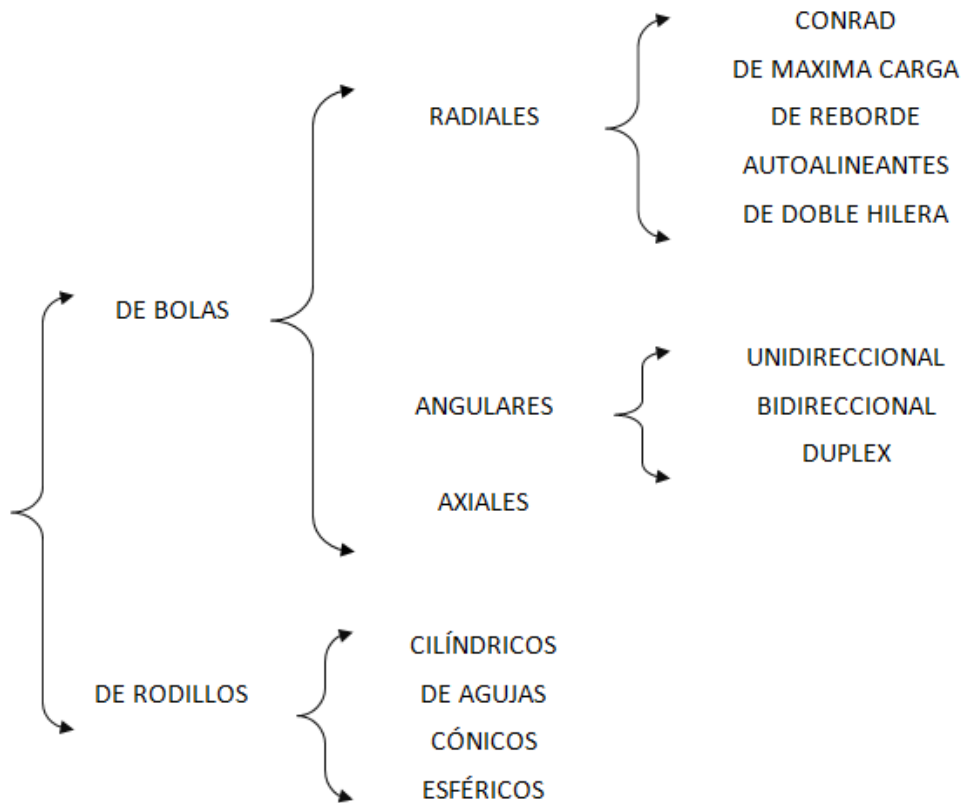 CONRAD
DE MAXIMA CARGA
RADIALES
DE REBORDE
AUTOALINEANTES
DE DOBLE HILERA
DE BOLAS
UNIDIRECCIONAL
ANGULARES
BIDIRECCIONAL
DUPLEX
AXIALES
CILÍNDRICOS
DE RODILLOS
DE AGUJAS
CÓNICOS
ESFÉRICOS